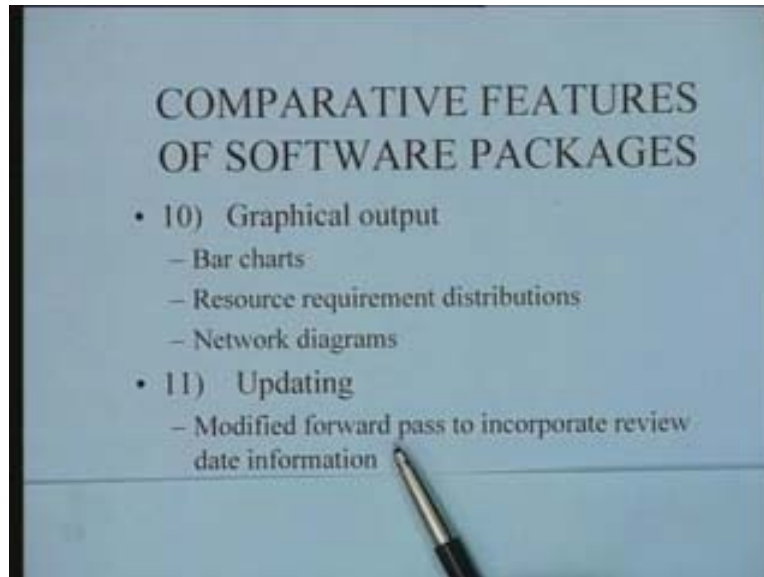 COMPARATIVE FEATURES
OF SOFTWARE PACKAGES
• 10) Graphical output
– Bar charts
– Resource requirement distributions
– Network diagrams
• 11) Updating
– Modified forward pass to incorporate review
date information